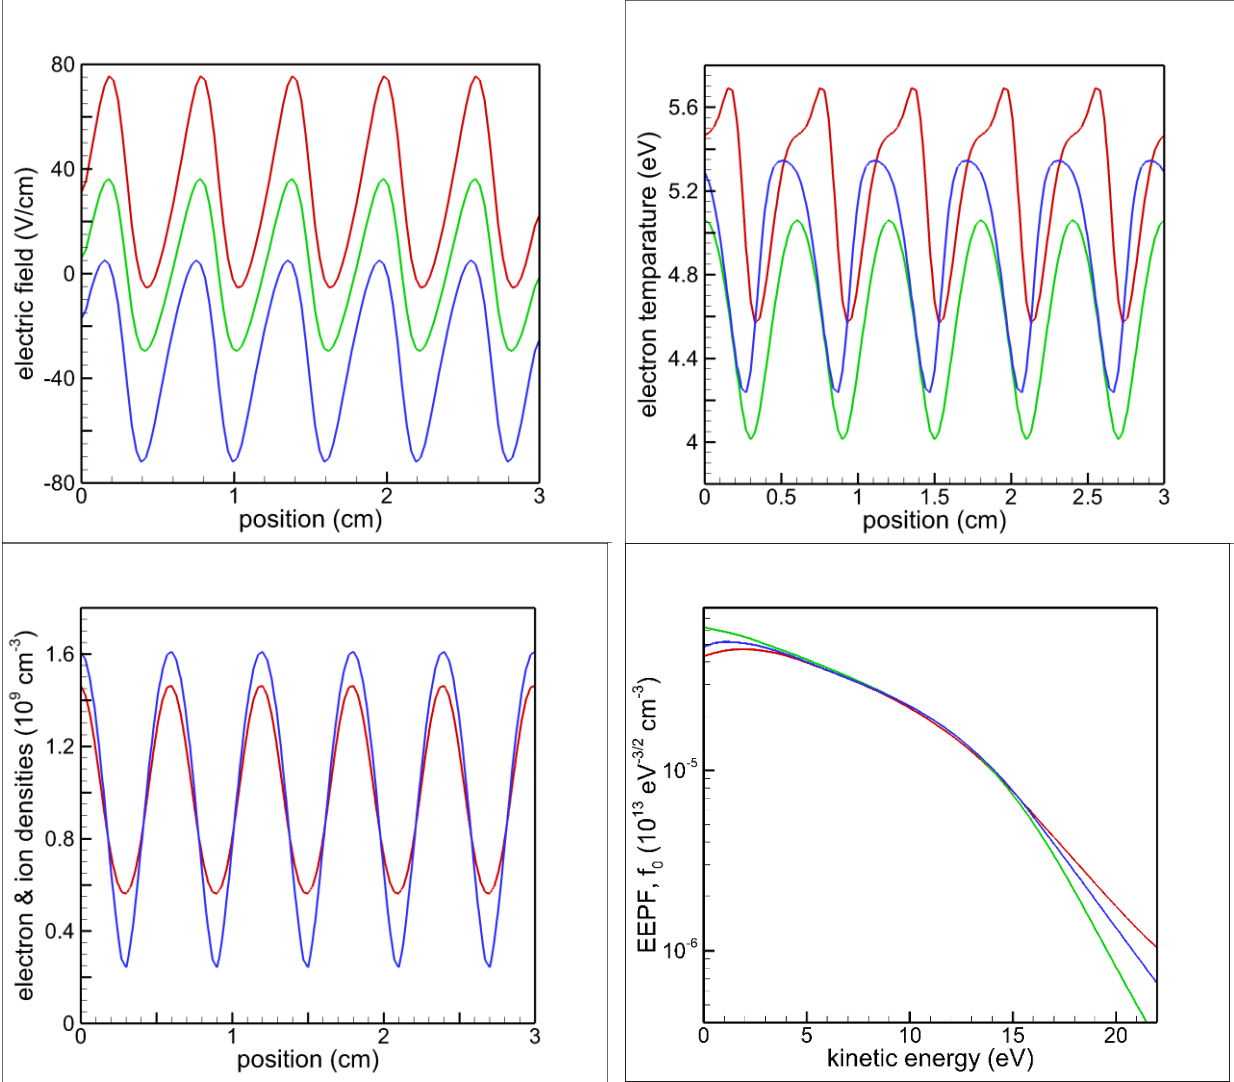 80
40
0
-40
-80
electric field (V/cm)
0 1 2 3
position (cm)
5.6
5.2
4.8
4.4
4
electron temparature (eV)
0 0.5 1 1.5 2 2.5 3
position (cm)
1.6
1.2
0.8
0.4
0
electron & ion densities (10⁹ cm⁻³)
0 1 2 3
position (cm)
10⁻⁵
10⁻⁶
EEPF, f₀ (10¹³ eV⁻³/² cm⁻³)
0 5 10 15 20
kinetic energy (eV)